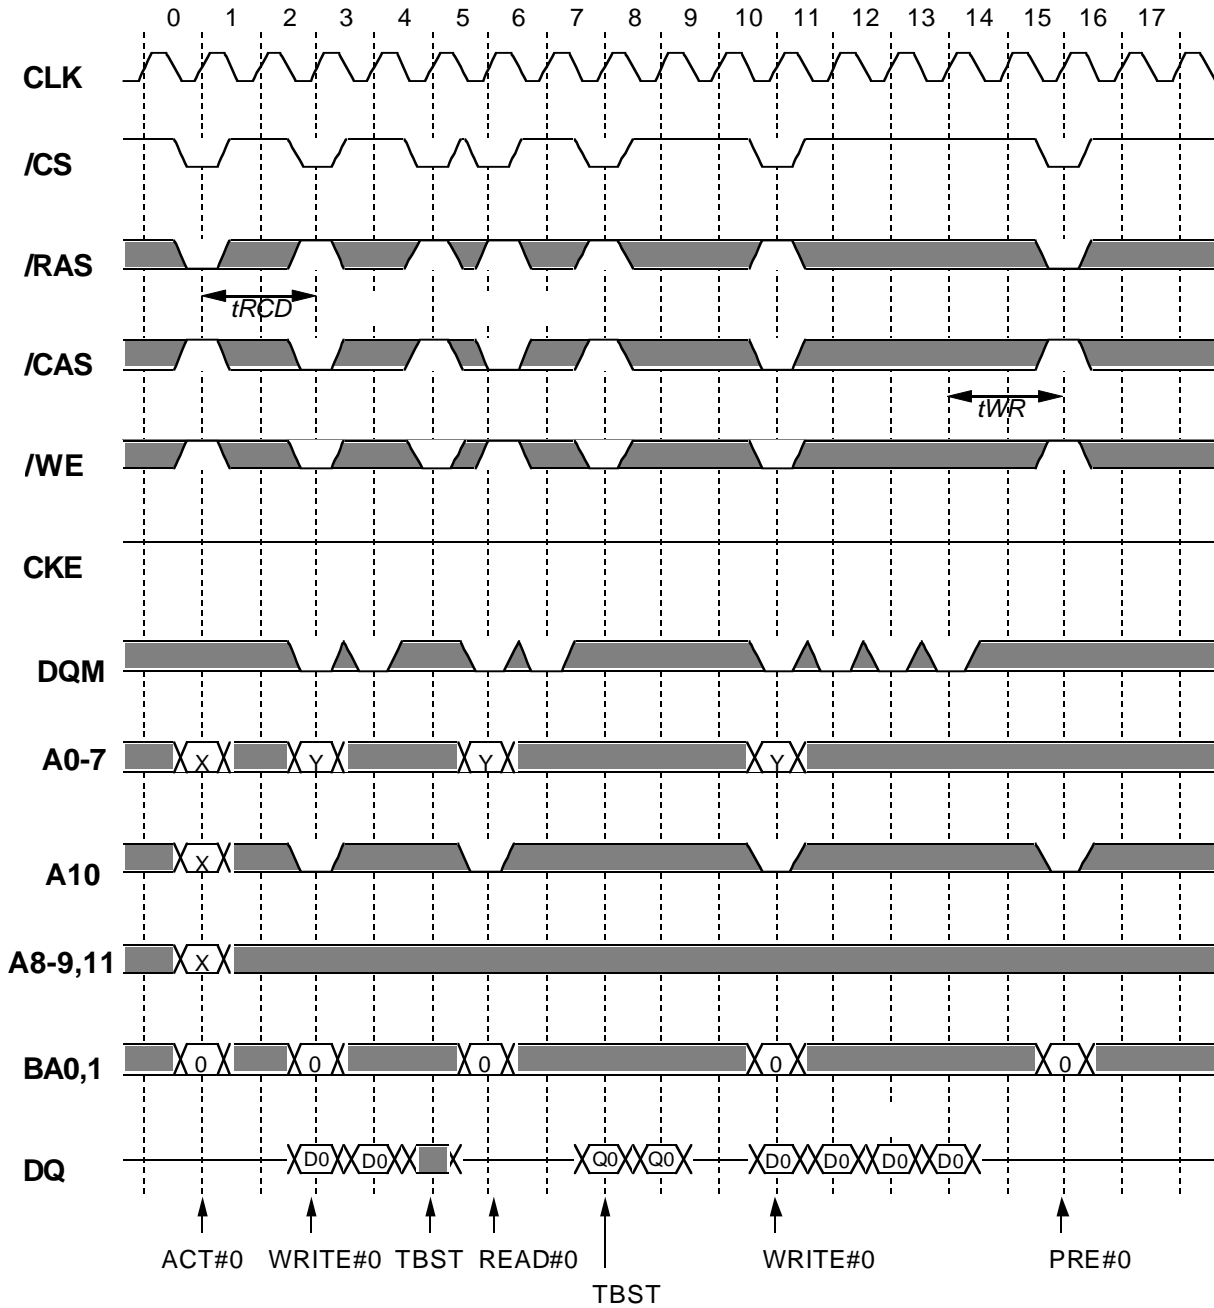 0 1 2 3 4 5 6 7 8 9 10 11 12 13 14 15 16 17
CLK
/CS
/RAS
tRCD
/CAS
tWR
/WE
CKE
DQM
A0-7 X Y Y Y
A10 X
A8-9,11 X
BA0,1 0 0 0 0 0
DQ D0 D0 Q0 Q0 D0 D0 D0 D0
ACT#0 WRITE#0 TBST READ#0 WRITE#0 PRE#0
TBST